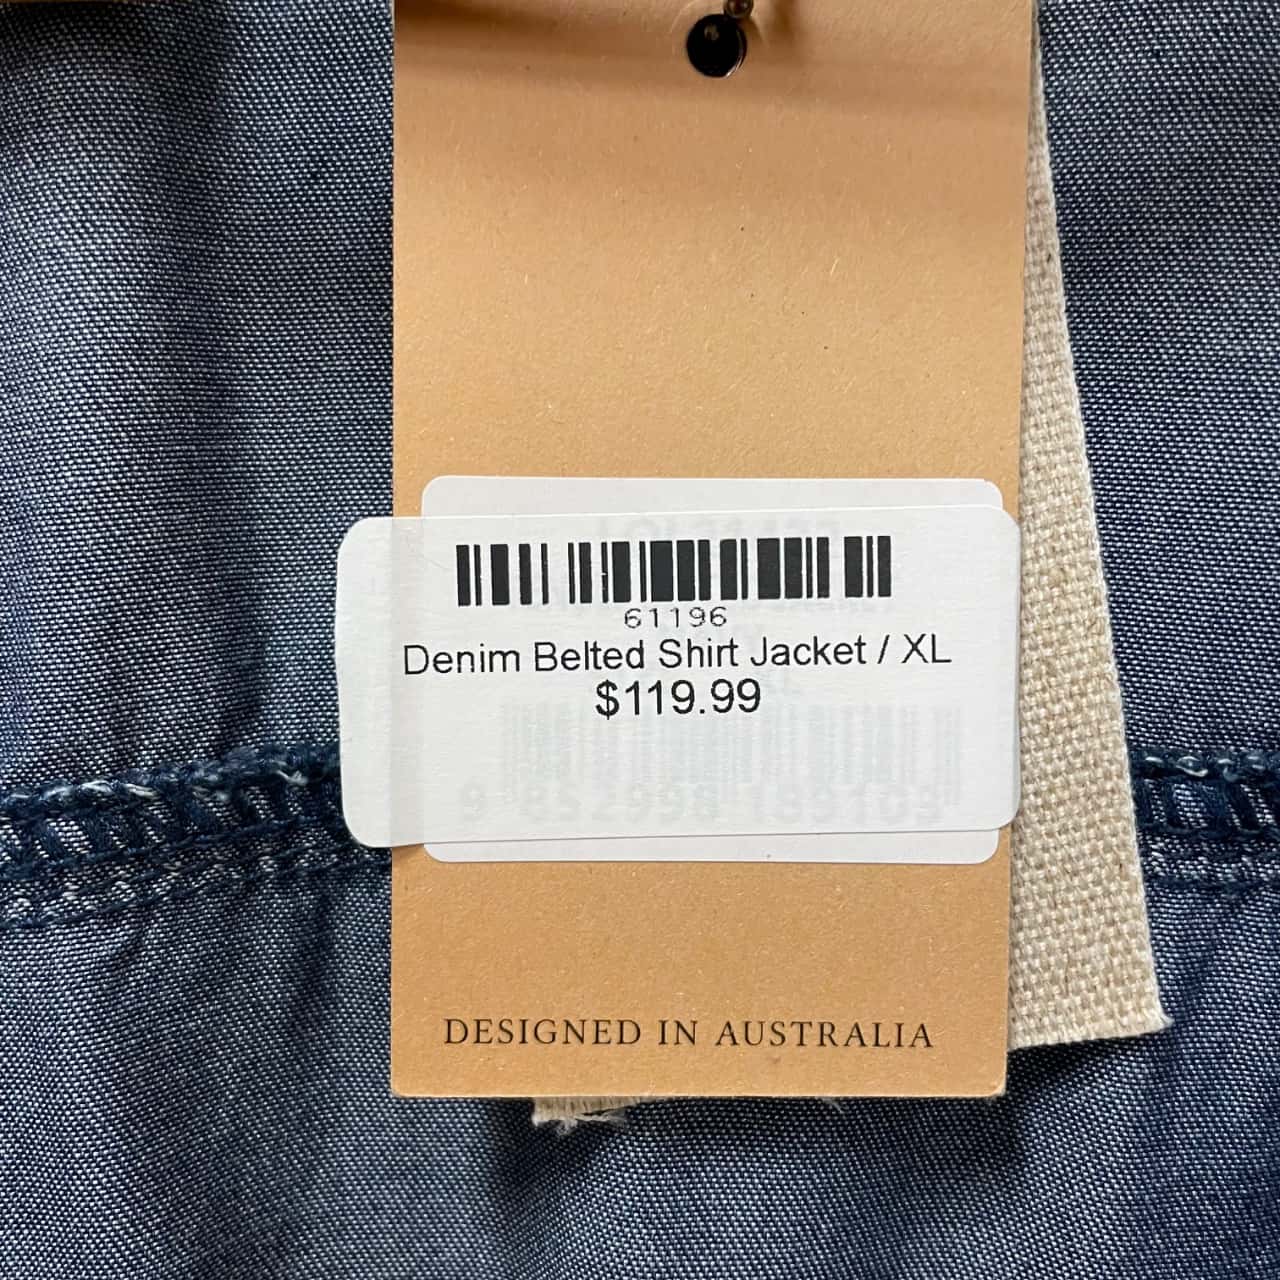 61196
Denim Belted Shirt Jacket / XL
$119.99
DESIGNED IN AUSTRALIA